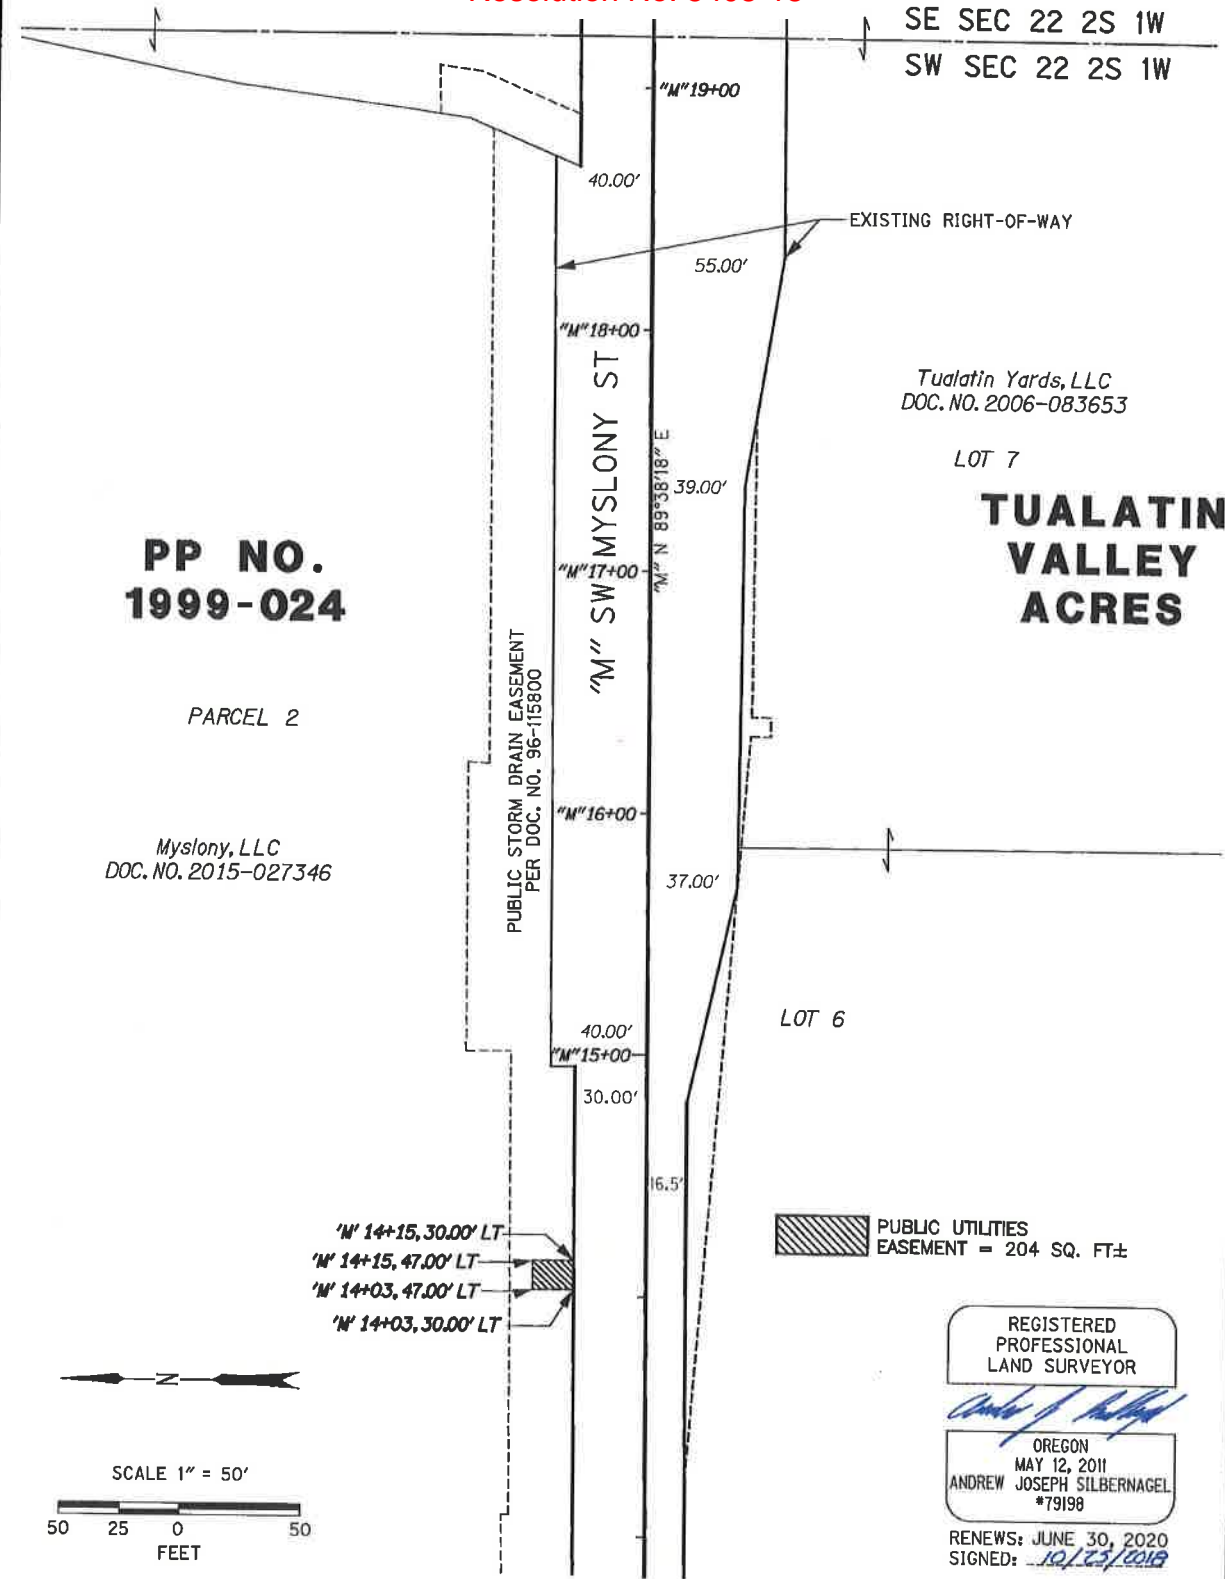 SE SEC 22 2S 1W
SW SEC 22 2S 1W
"M"19+00
40.00'
EXISTING RIGHT-OF-WAY
55.00'
"M"18+00
"M" SW MYSLONY ST
"M" N 89°38'18" E
Tualatin Yards, LLC
DOC. NO. 2006-083653
LOT 7
39.00'
TUALATIN
VALLEY
ACRES
PP NO.
1999-024
"M"17+00
PUBLIC STORM DRAIN EASEMENT
PER DOC. NO. 96-115800
PARCEL 2
"M"16+00
Myslony, LLC
DOC. NO. 2015-027346
37.00'
LOT 6
40.00'
"M"15+00
30.00'
16.5'
'M' 14+15, 30.00' LT
'M' 14+15, 47.00' LT
'M' 14+03, 47.00' LT
'M' 14+03, 30.00' LT
PUBLIC UTILITIES
EASEMENT = 204 SQ. FT±
N
SCALE 1" = 50'
50 25 0 50
FEET
REGISTERED
PROFESSIONAL
LAND SURVEYOR
OREGON
MAY 12, 2011
ANDREW JOSEPH SILBERNAGEL
#79198
RENEWS: JUNE 30, 2020
SIGNED: 10/25/2018